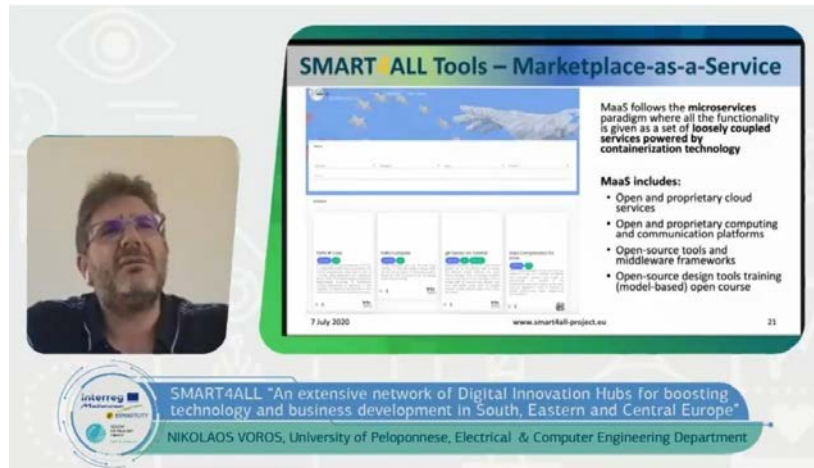 SMART4ALL Tools – Marketplace-as-a-Service
MaaS follows the microservices
paradigm where all the functionality
is given as a set of loosely coupled
services powered by
containerization technology
MaaS includes:
• Open and proprietary cloud
services
• Open and proprietary computing
and communication platforms
• Open-source tools and
middleware frameworks
• Open-source design tools training
(model-based) open course
7 July 2020
www.smart4all-project.eu
21
interreg
SMART4ALL "An extensive network of Digital Innovation Hubs for boosting
technology and business development in South, Eastern and Central Europe"
NIKOLAOS VOROS, University of Peloponnese, Electrical & Computer Engineering Department